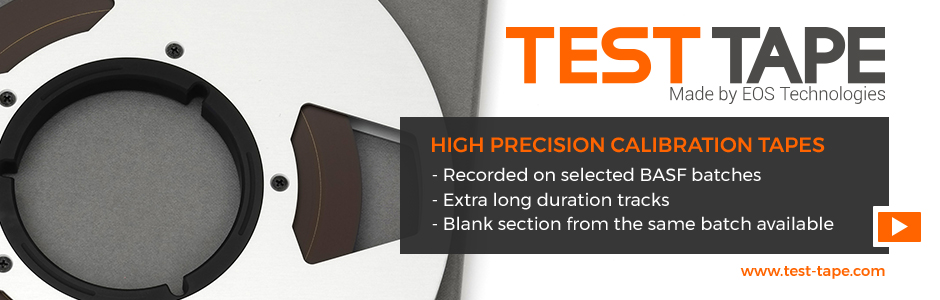 TEST TAPE
Made by EOS Technologies
HIGH PRECISION CALIBRATION TAPES
- Recorded on selected BASF batches
- Extra long duration tracks
- Blank section from the same batch available
www.test-tape.com